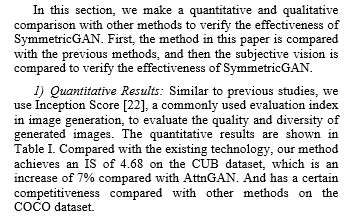 In this section, we make a quantitative and qualitative
comparison with other methods to verify the effectiveness of
SymmetricGAN. First, the method in this paper is compared
with the previous methods, and then the subjective vision is
compared to verify the effectiveness of SymmetricGAN.
1) Quantitative Results: Similar to previous studies, we
use Inception Score [22], a commonly used evaluation index
in image generation, to evaluate the quality and diversity of
generated images. The quantitative results are shown in
Table I. Compared with the existing technology, our method
achieves an IS of 4.68 on the CUB dataset, which is an
increase of 7% compared with AttnGAN. And has a certain
competitiveness compared with other methods on the
COCO dataset.